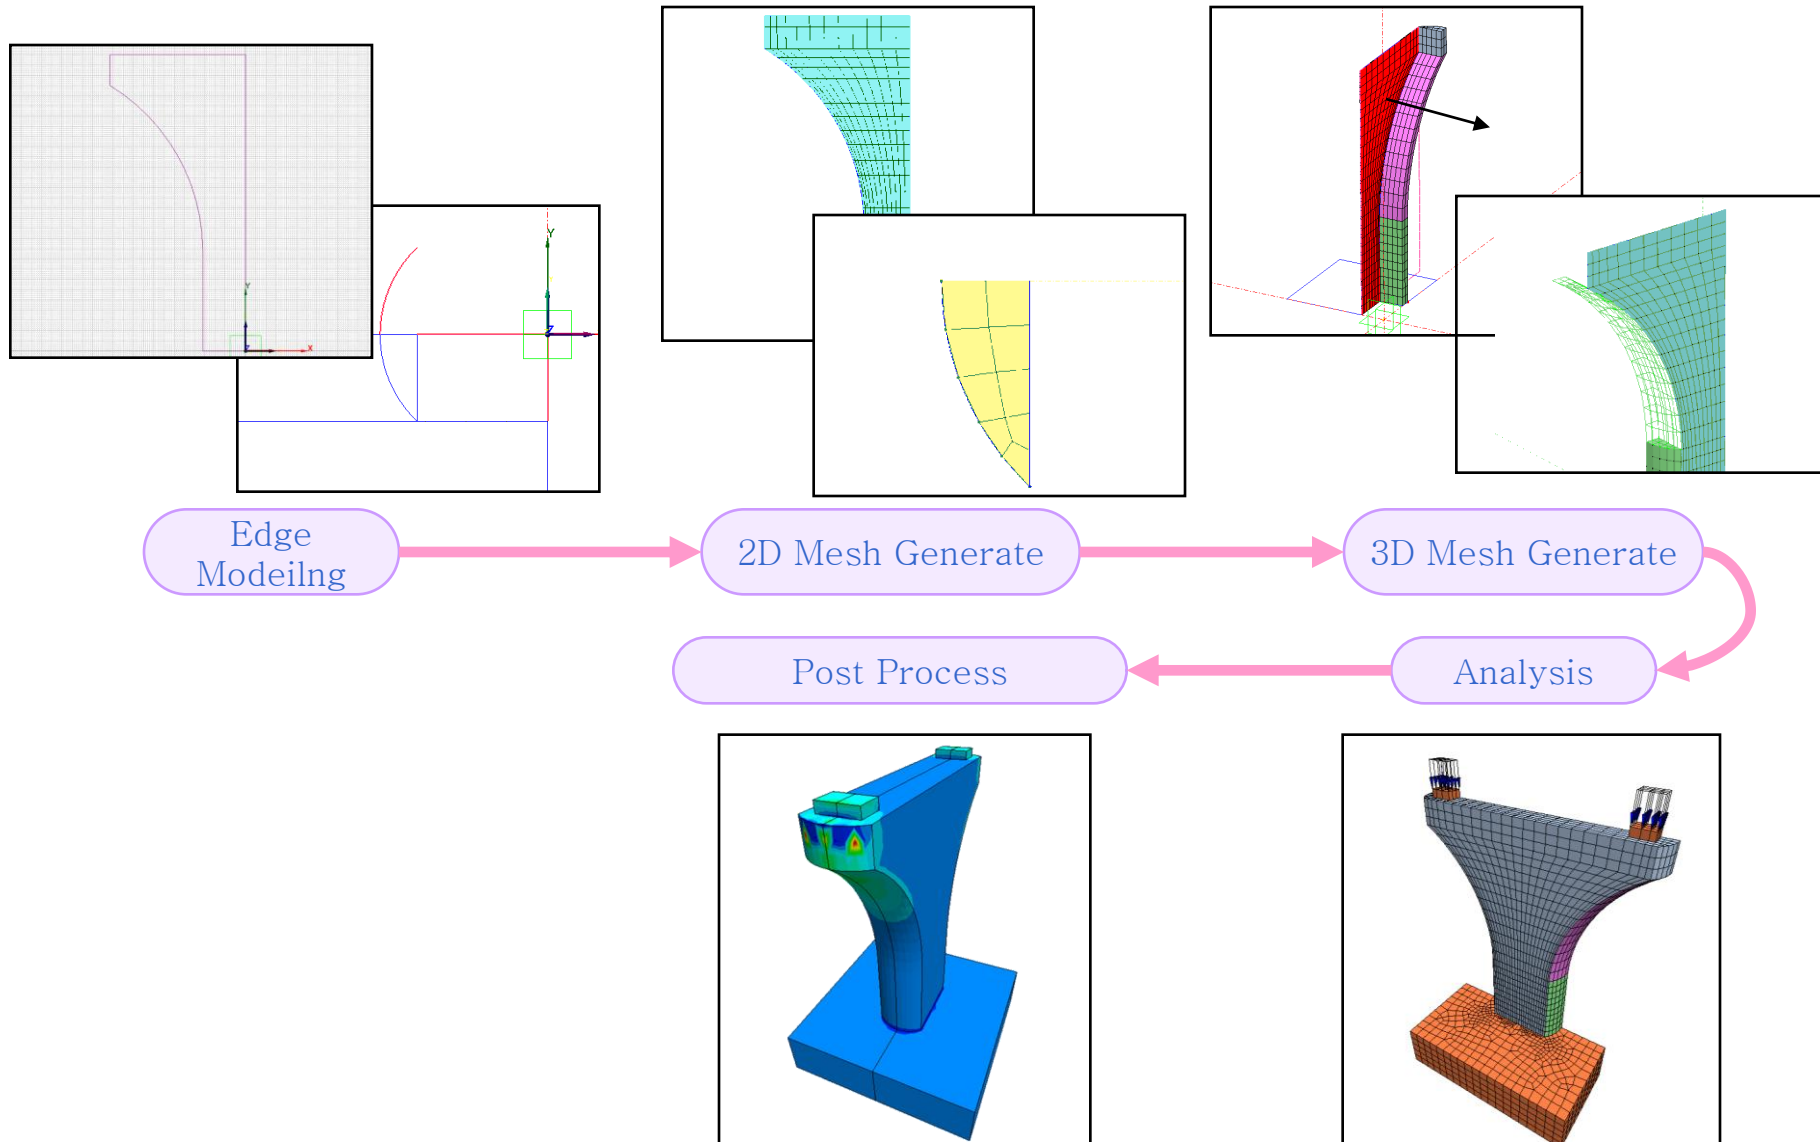 Y
X
Y
Z
Edge
Modeilng
2D Mesh Generate
3D Mesh Generate
Post Process
Analysis